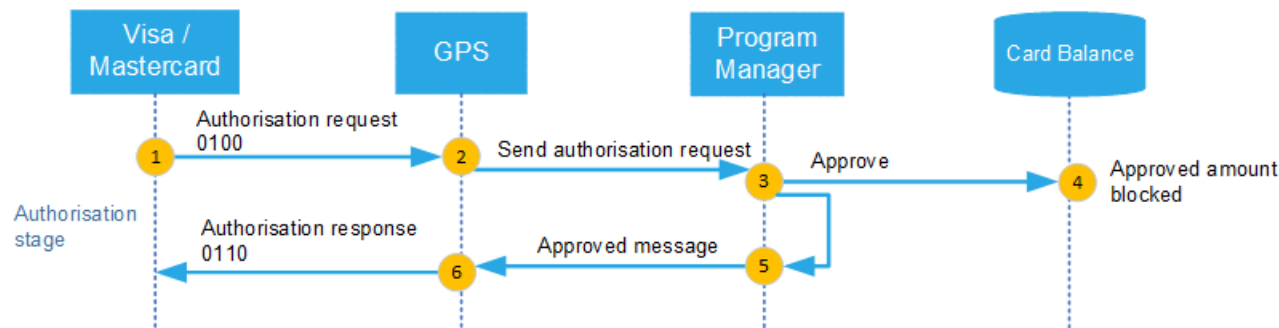 Visa /
Mastercard
GPS
Program
Manager
Card Balance
Authorisation request
0100
1
2
Send authorisation request
3
Approve
4
Approved amount
blocked
Authorisation
stage
Authorisation response
0110
6
Approved message
5